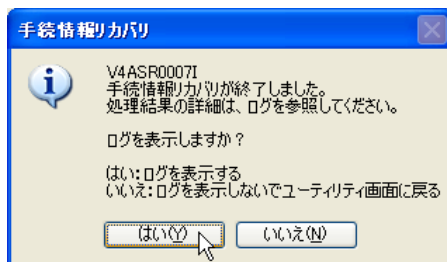 手続情報リカバリ
V4ASR0007I
手続情報リカバリが終了しました。
処理結果の詳細は、ログを参照してください。
ログを表示しますか？
はい:ログを表示する
いいえ:ログを表示しないでユーティリティ画面に戻る
はい(Y)
いいえ(N)